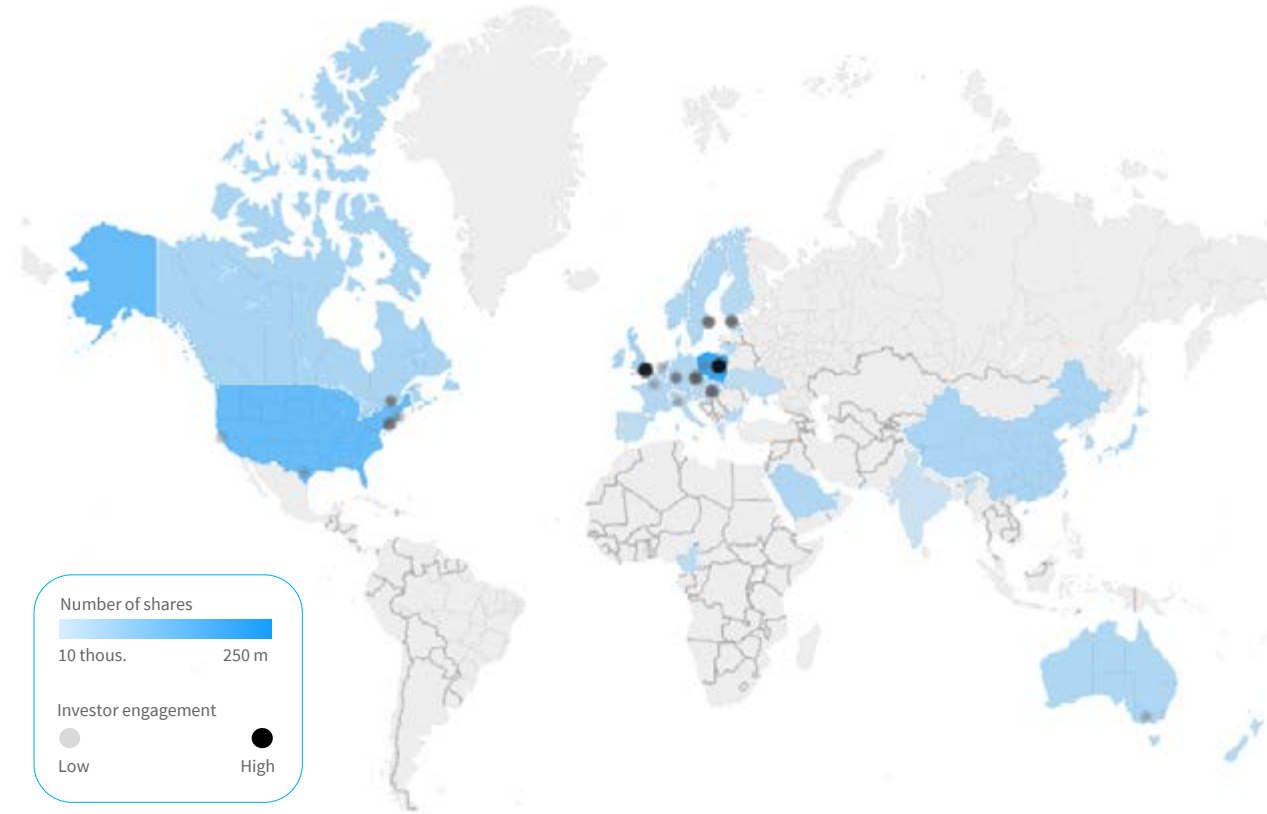 Number of shares
10 thous. 250 m
Investor engagement
Low High